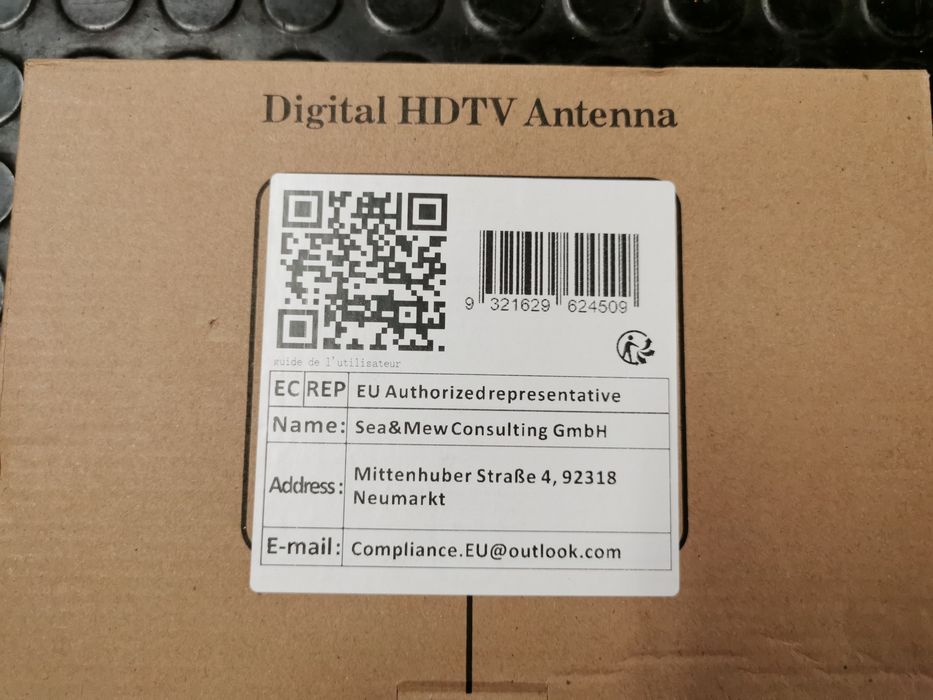 Digital HDTV Antenna
9 321629 624509
guide de l'utilisateur
EC REP EU Authorizedrepresentative
Name: Sea&Mew Consulting GmbH
Address: Mittenhuber Straße 4, 92318
Neumarkt
E-mail: Compliance.EU@outlook.com